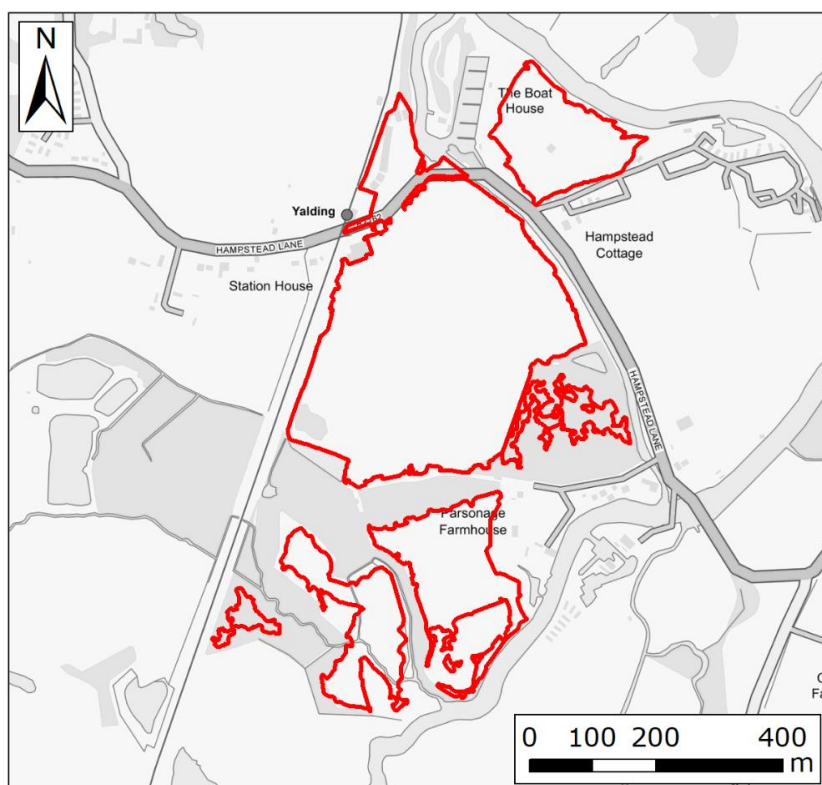 N
The Boat
House
Yalding
HAMPSTEAD LANE
Hampstead
Cottage
Station House
HAMPSTEAD LANE
Parsonage
Farmhouse
0 100 200 400
m